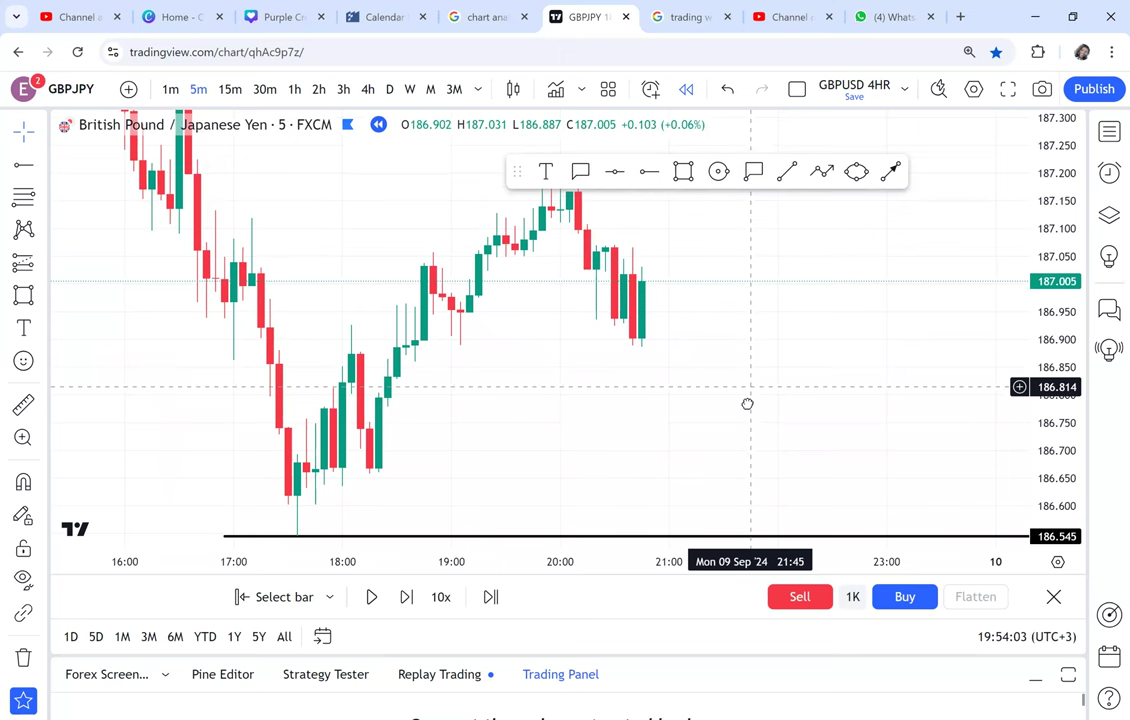 Channel a
Home - C
Purple Cr
Calendar
chart ana
GBPJPY 18
trading w
Channel a
(4) Whats
tradingview.com/chart/qhAc9p7z/
E
2
GBPJPY
1m 5m 15m 30m 1h 2h 3h 4h D W M 3M
GBPUSD 4HR
Save
Publish
British Pound / Japanese Yen · 5 · FXCM
O186.902 H187.031 L186.887 C187.005 +0.103 (+0.06%)
T
T
187.300
187.250
187.200
187.150
187.100
187.050
187.005
186.950
186.900
186.850
186.814
186.750
186.700
186.650
186.600
186.545
16:00 17:00 18:00 19:00 20:00 21:00 Mon 09 Sep '24 21:45 23:00 10
Select bar
10x
Sell
1K
Buy
Flatten
1D 5D 1M 3M 6M YTD 1Y 5Y All
19:54:03 (UTC+3)
Forex Screen...
Pine Editor
Strategy Tester
Replay Trading
Trading Panel